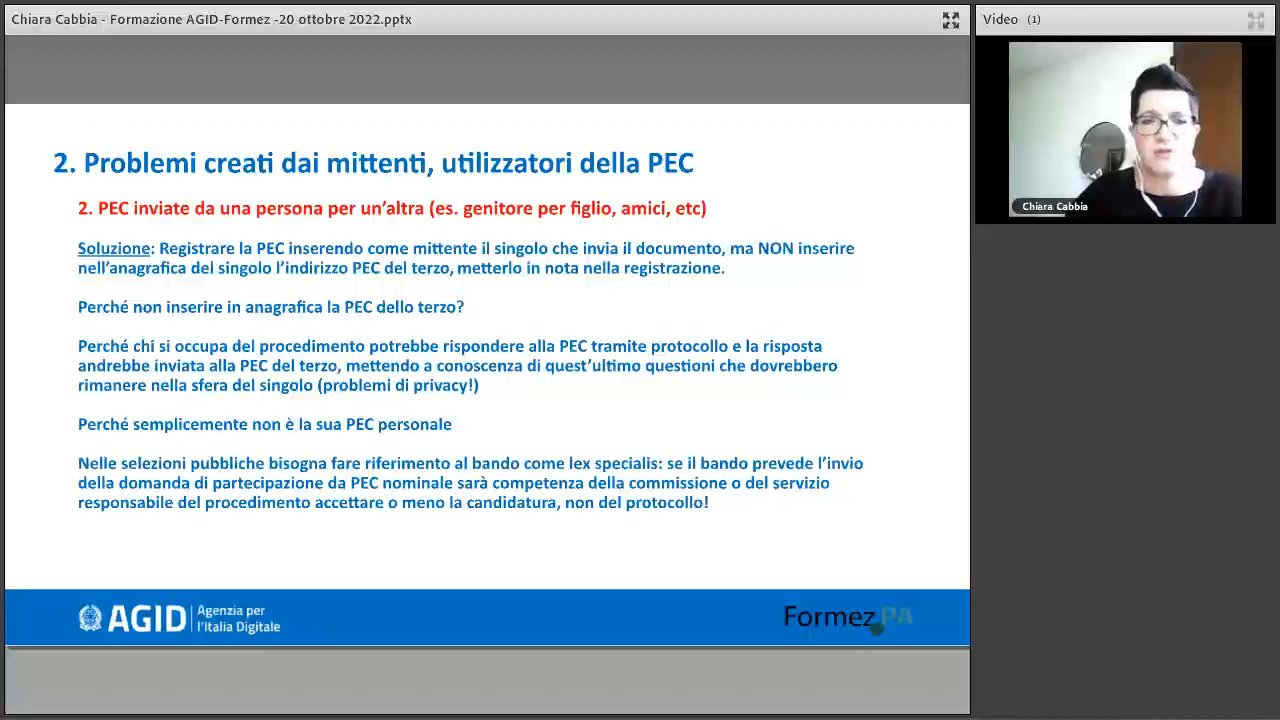 Chiara Cabbia - Formazione AGID-Formez -20 ottobre 2022.pptx
Video (1)
Chiara Cabbia
2. Problemi creati dai mittenti, utilizzatori della PEC
2. PEC inviate da una persona per un'altra (es. genitore per figlio, amici, etc)
Soluzione: Registrare la PEC inserendo come mittente il singolo che invia il documento, ma NON inserire
nell'anagrafica del singolo l'indirizzo PEC del terzo, metterlo in nota nella registrazione.
Perché non inserire in anagrafica la PEC dello terzo?
Perché chi si occupa del procedimento potrebbe rispondere alla PEC tramite protocollo e la risposta
andrebbe inviata alla PEC del terzo, mettendo a conoscenza di quest'ultimo questioni che dovrebbero
rimanere nella sfera del singolo (problemi di privacy!)
Perché semplicemente non è la sua PEC personale
Nelle selezioni pubbliche bisogna fare riferimento al bando come lex specialis: se il bando prevede l'invio
della domanda di partecipazione da PEC nominale sarà competenza della commissione o del servizio
responsabile del procedimento accettare o meno la candidatura, non del protocollo!
AGID Agenzia per
l'Italia Digitale
Formez PA